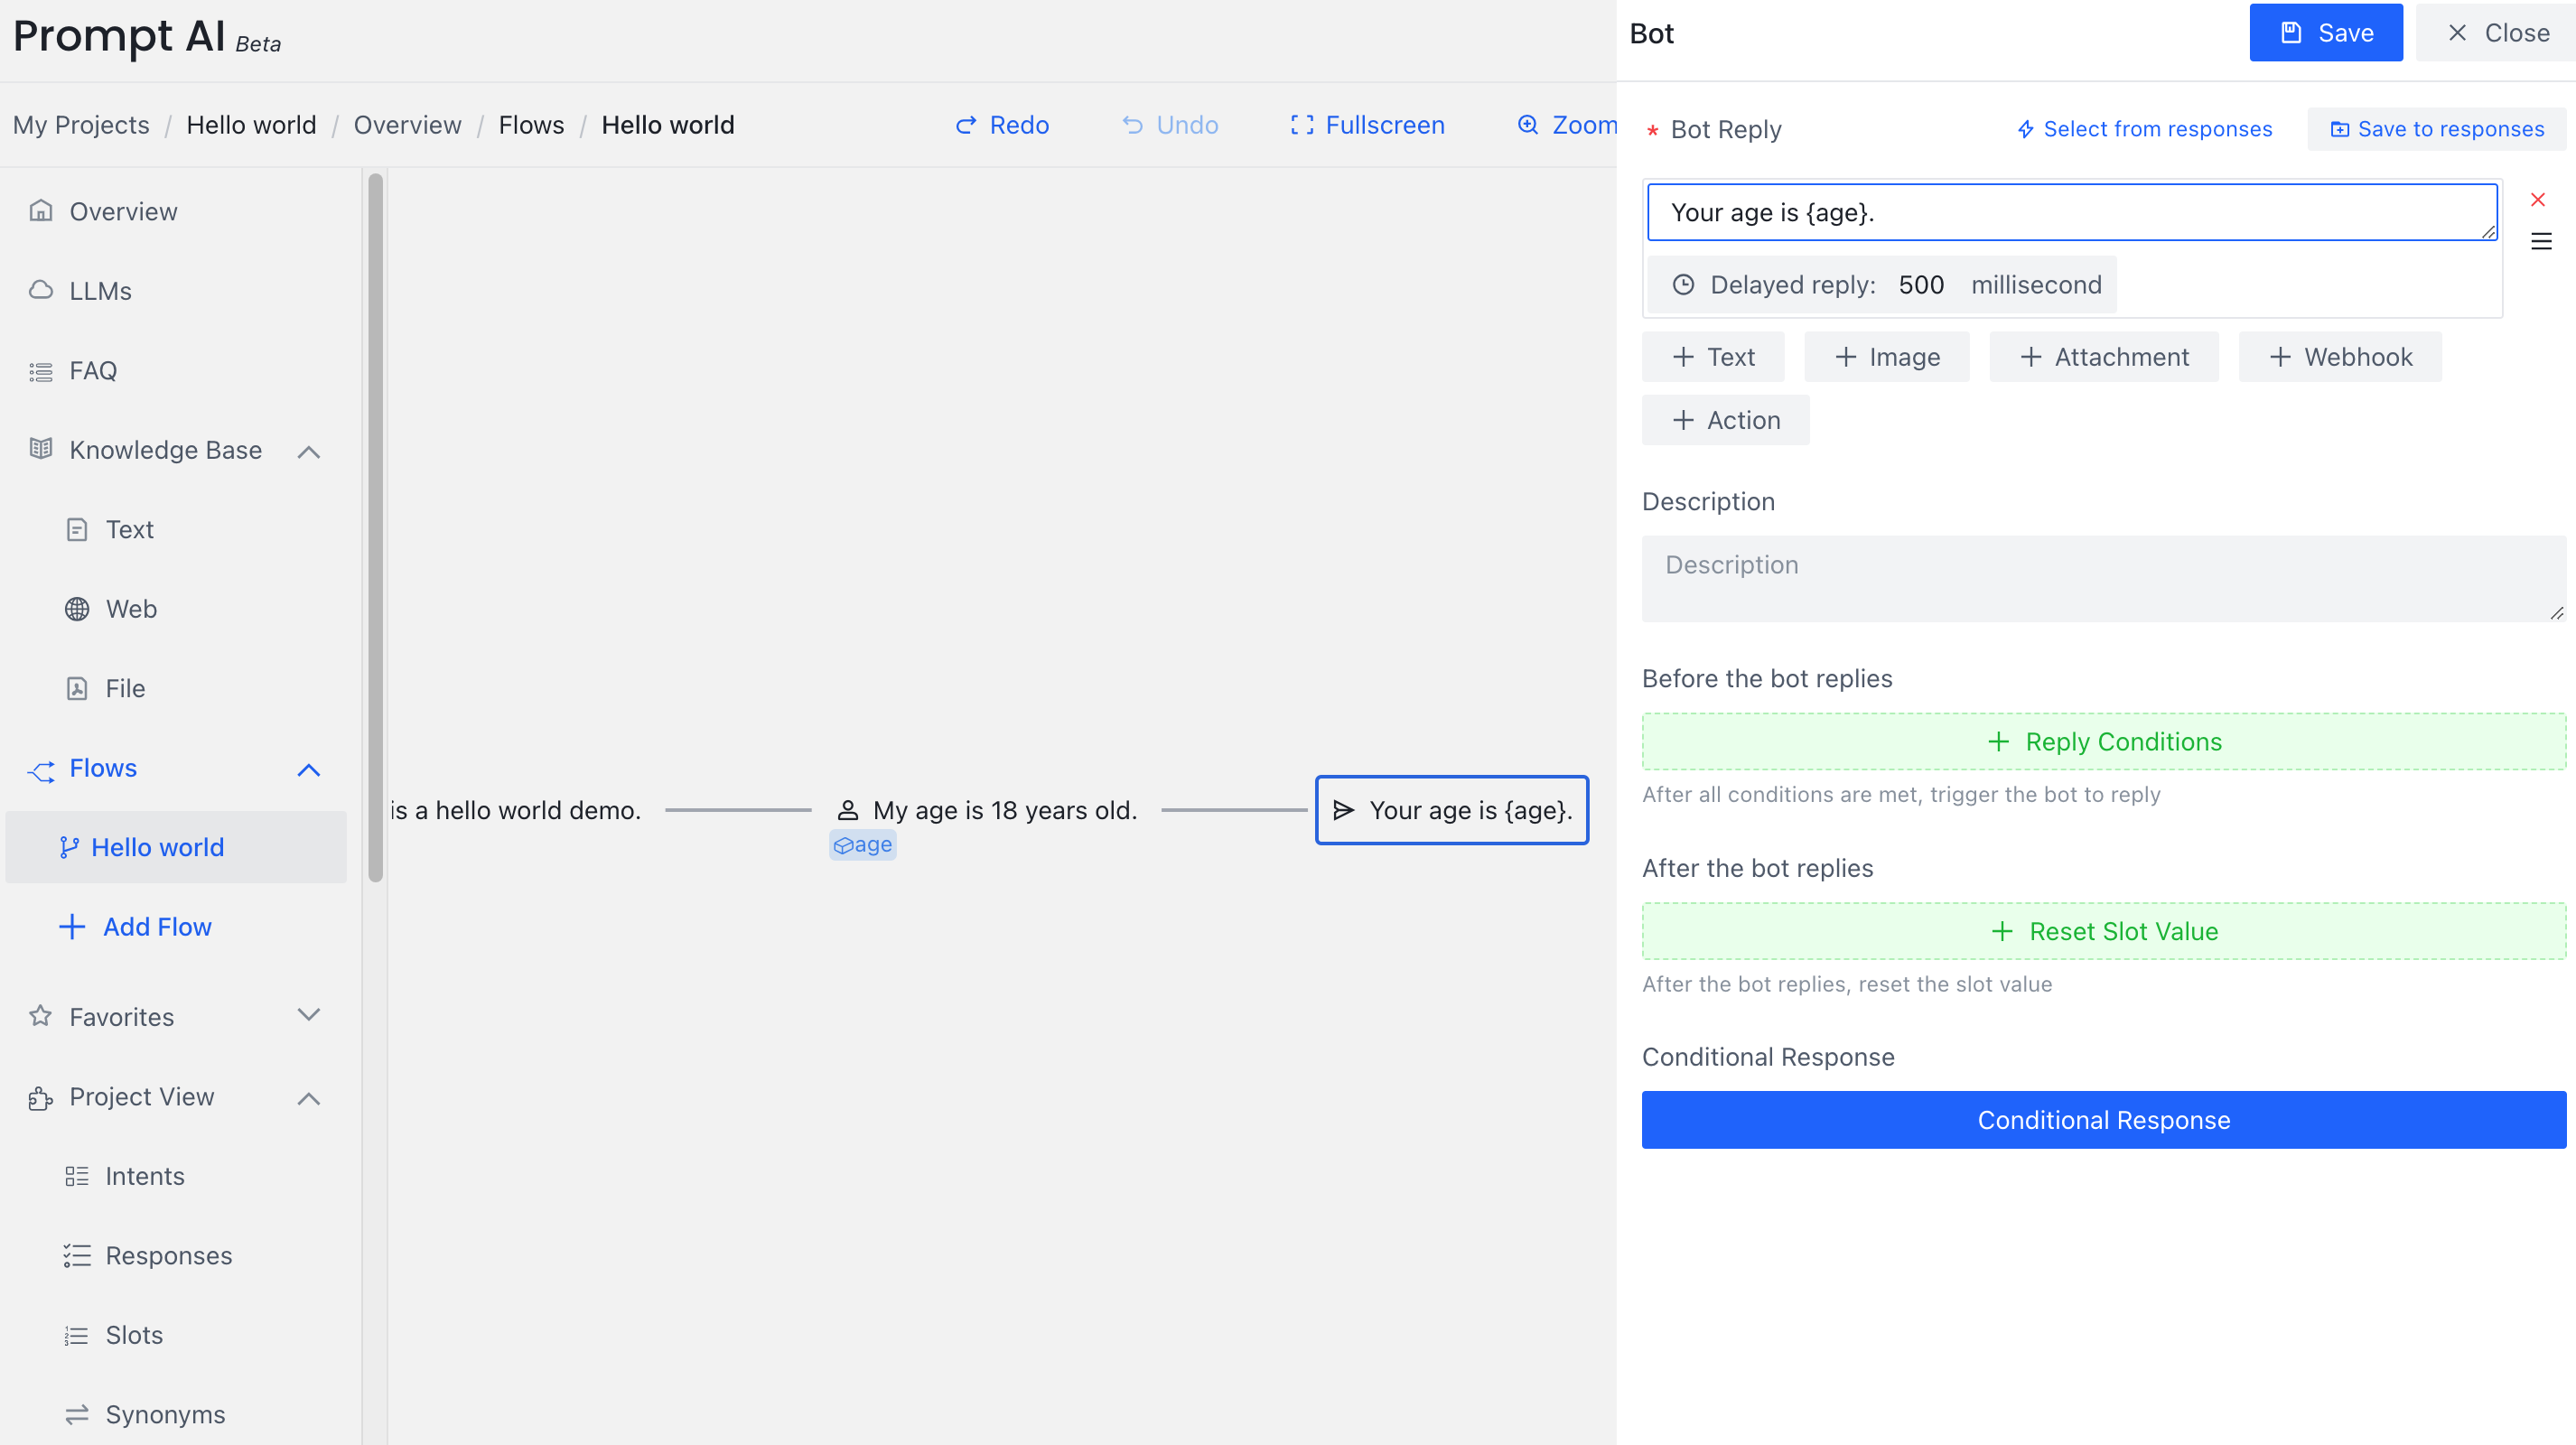 Prompt AI Beta
My Projects / Hello world / Overview / Flows / Hello world
Redo
Undo
Fullscreen
Zoom
Overview
LLMs
FAQ
Knowledge Base
Text
Web
File
Flows
Hello world
Add Flow
Favorites
Project View
Intents
Responses
Slots
Synonyms
is a hello world demo.
My age is 18 years old.
age
Your age is {age}.
Bot
Save
Close
* Bot Reply
Select from responses
Save to responses
Your age is {age}.
Delayed reply: 500 millisecond
+ Text
+ Image
+ Attachment
+ Webhook
+ Action
Description
Description
Before the bot replies
+ Reply Conditions
After all conditions are met, trigger the bot to reply
After the bot replies
+ Reset Slot Value
After the bot replies, reset the slot value
Conditional Response
Conditional Response